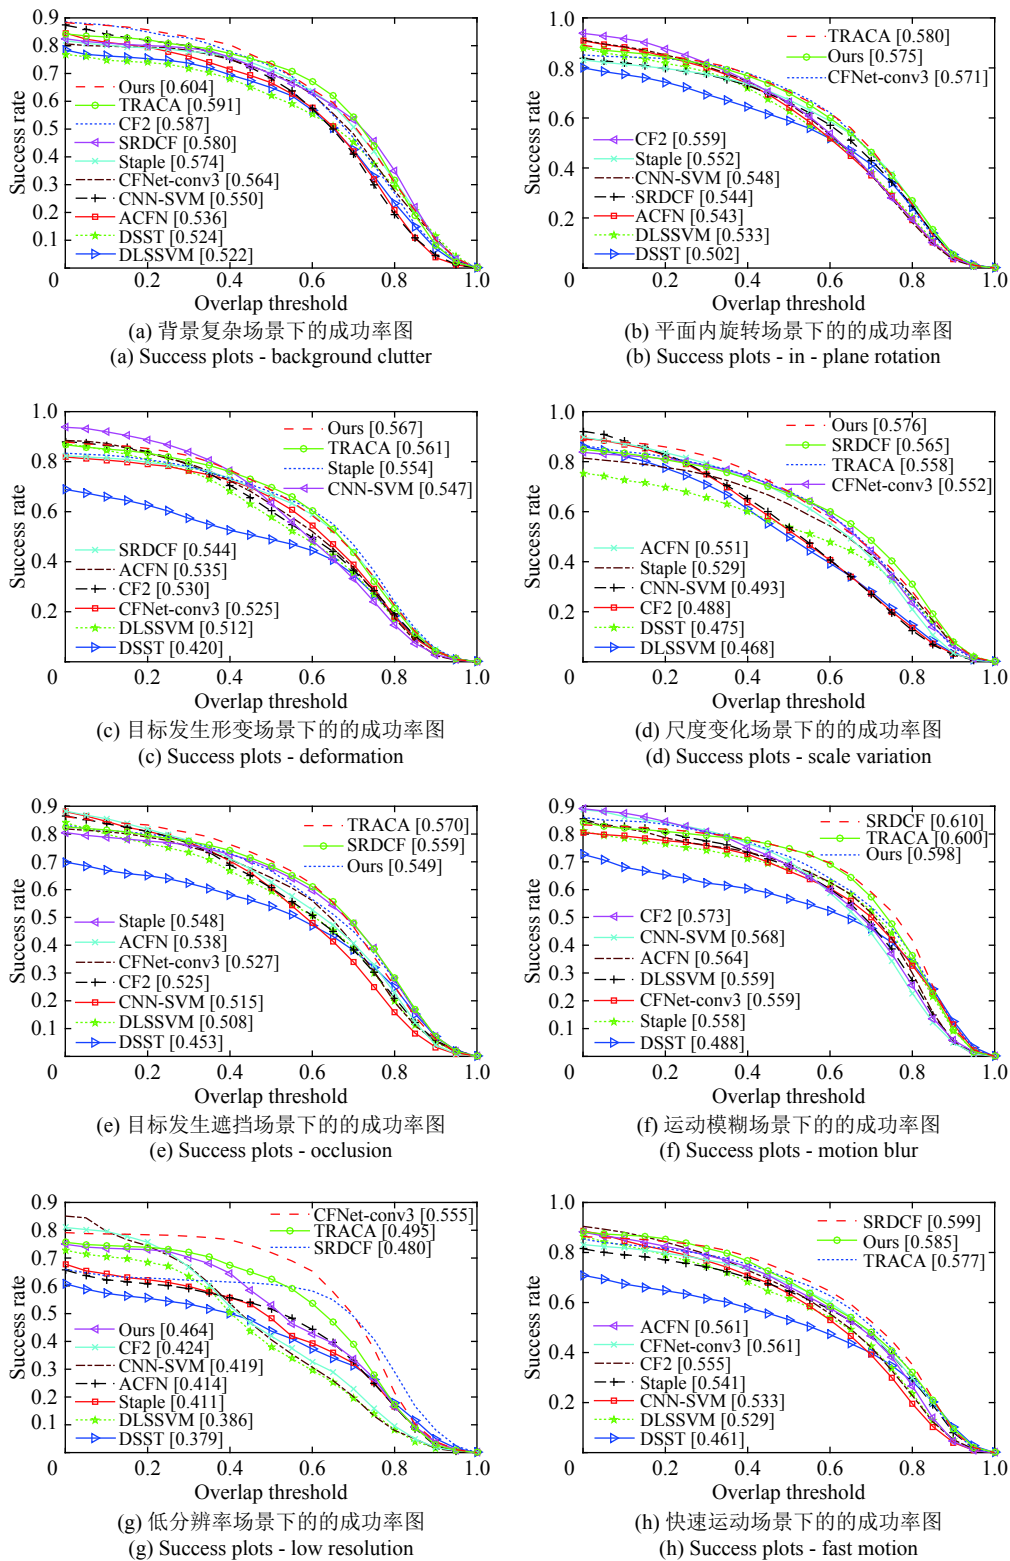 0.9
0.8
0.7
0.6
0.5
0.4
0.3
0.2
0.1
Success rate
Ours [0.604]
TRACA [0.591]
CF2 [0.587]
SRDCF [0.580]
Staple [0.574]
CFNet-conv3 [0.564]
CNN-SVM [0.550]
ACFN [0.536]
DSST [0.524]
DLSSVM [0.522]
0 0.2 0.4 0.6 0.8 1.0
Overlap threshold
(a) 背景复杂场景下的成功率图
(a) Success plots - background clutter
1.0
0.8
0.6
0.4
0.2
Success rate
TRACA [0.580]
Ours [0.575]
CFNet-conv3 [0.571]
CF2 [0.559]
Staple [0.552]
CNN-SVM [0.548]
SRDCF [0.544]
ACFN [0.543]
DLSSVM [0.533]
DSST [0.502]
0 0.2 0.4 0.6 0.8 1.0
Overlap threshold
(b) 平面内旋转场景下的的成功率图
(b) Success plots - in - plane rotation
1.0
0.8
0.6
0.4
0.2
Success rate
Ours [0.567]
TRACA [0.561]
Staple [0.554]
CNN-SVM [0.547]
SRDCF [0.544]
ACFN [0.535]
CF2 [0.530]
CFNet-conv3 [0.525]
DLSSVM [0.512]
DSST [0.420]
0 0.2 0.4 0.6 0.8 1.0
Overlap threshold
(c) 目标发生形变场景下的的成功率图
(c) Success plots - deformation
1.0
0.8
0.6
0.4
0.2
Success rate
Ours [0.576]
SRDCF [0.565]
TRACA [0.558]
CFNet-conv3 [0.552]
ACFN [0.551]
Staple [0.529]
CNN-SVM [0.493]
CF2 [0.488]
DSST [0.475]
DLSSVM [0.468]
0 0.2 0.4 0.6 0.8 1.0
Overlap threshold
(d) 尺度变化场景下的的成功率图
(d) Success plots - scale variation
0.9
0.8
0.7
0.6
0.5
0.4
0.3
0.2
0.1
Success rate
TRACA [0.570]
SRDCF [0.559]
Ours [0.549]
Staple [0.548]
ACFN [0.538]
CFNet-conv3 [0.527]
CF2 [0.525]
CNN-SVM [0.515]
DLSSVM [0.508]
DSST [0.453]
0 0.2 0.4 0.6 0.8 1.0
Overlap threshold
(e) 目标发生遮挡场景下的的成功率图
(e) Success plots - occlusion
0.9
0.8
0.7
0.6
0.5
0.4
0.3
0.2
0.1
Success rate
SRDCF [0.610]
TRACA [0.600]
Ours [0.598]
CF2 [0.573]
CNN-SVM [0.568]
ACFN [0.564]
DLSSVM [0.559]
CFNet-conv3 [0.559]
Staple [0.558]
DSST [0.488]
0 0.2 0.4 0.6 0.8 1.0
Overlap threshold
(f) 运动模糊场景下的的成功率图
(f) Success plots - motion blur
0.9
0.8
0.7
0.6
0.5
0.4
0.3
0.2
0.1
Success rate
CFNet-conv3 [0.555]
TRACA [0.495]
SRDCF [0.480]
Ours [0.464]
CF2 [0.424]
CNN-SVM [0.419]
ACFN [0.414]
Staple [0.411]
DLSSVM [0.386]
DSST [0.379]
0 0.2 0.4 0.6 0.8 1.0
Overlap threshold
(g) 低分辨率场景下的的成功率图
(g) Success plots - low resolution
1.0
0.8
0.6
0.4
0.2
Success rate
SRDCF [0.599]
Ours [0.585]
TRACA [0.577]
ACFN [0.561]
CFNet-conv3 [0.561]
CF2 [0.555]
Staple [0.541]
CNN-SVM [0.533]
DLSSVM [0.529]
DSST [0.461]
0 0.2 0.4 0.6 0.8 1.0
Overlap threshold
(h) 快速运动场景下的的成功率图
(h) Success plots - fast motion